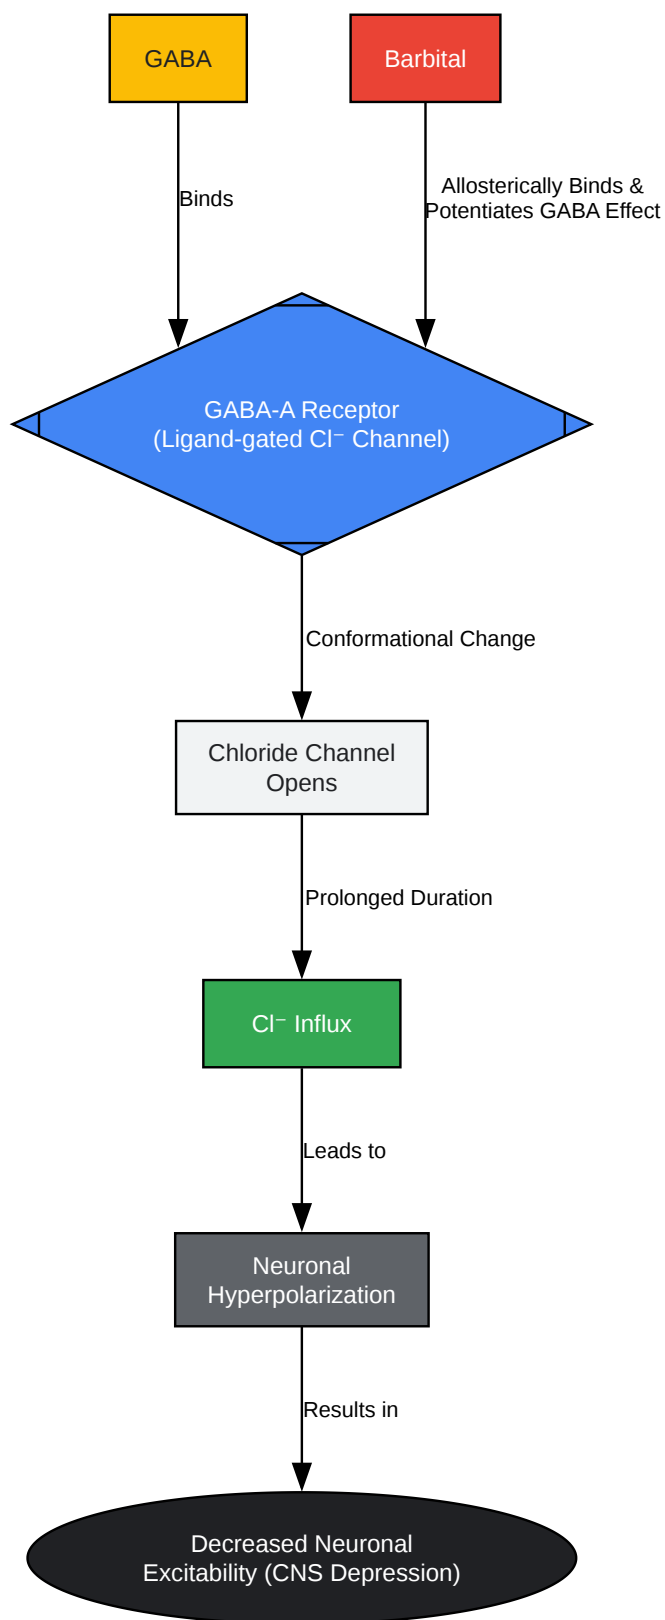 GABA
Barbital
Binds
Allosterically Binds &
Potentiates GABA Effect
GABA-A Receptor
(Ligand-gated Cl⁻ Channel)
Conformational Change
Chloride Channel
Opens
Prolonged Duration
Cl⁻ Influx
Leads to
Neuronal
Hyperpolarization
Results in
Decreased Neuronal
Excitability (CNS Depression)